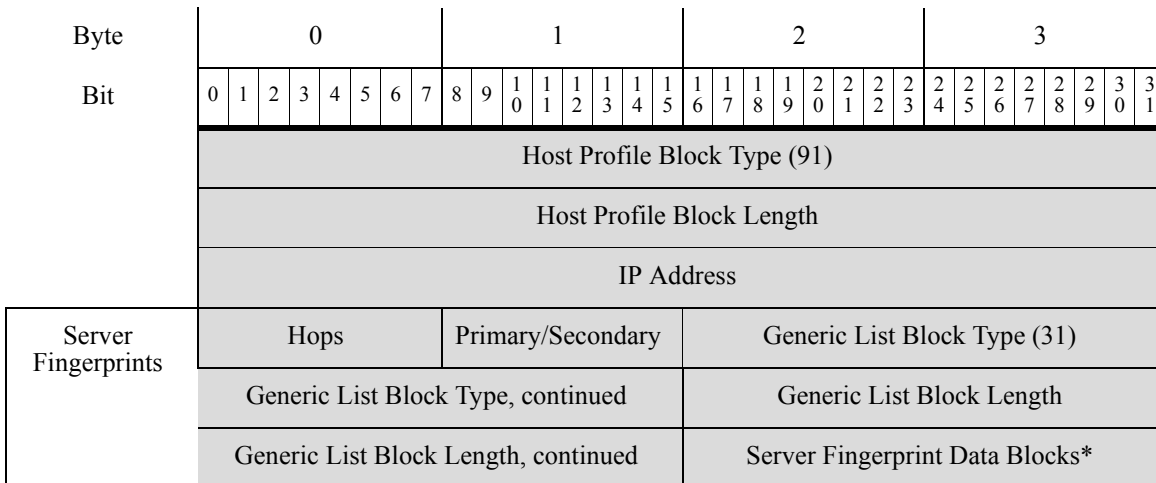 Byte 0 1 2 3
Bit 0 1 2 3 4 5 6 7 8 9 10 11 12 13 14 15 16 17 18 19 20 21 22 23 24 25 26 27 28 29 30 31
Host Profile Block Type (91)
Host Profile Block Length
IP Address
Server Fingerprints
Hops Primary/Secondary Generic List Block Type (31)
Generic List Block Type, continued Generic List Block Length
Generic List Block Length, continued Server Fingerprint Data Blocks*